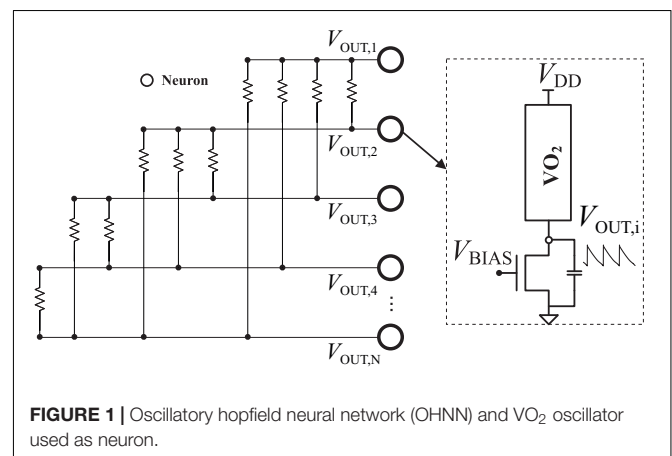 V_OUT,1
Neuron
V_OUT,2
V_OUT,3
V_OUT,4
⋮
V_OUT,N
V_DD
VO₂
V_OUT,i
V_BIAS
FIGURE 1 | Oscillatory hopfield neural network (OHNN) and VO₂ oscillator
used as neuron.